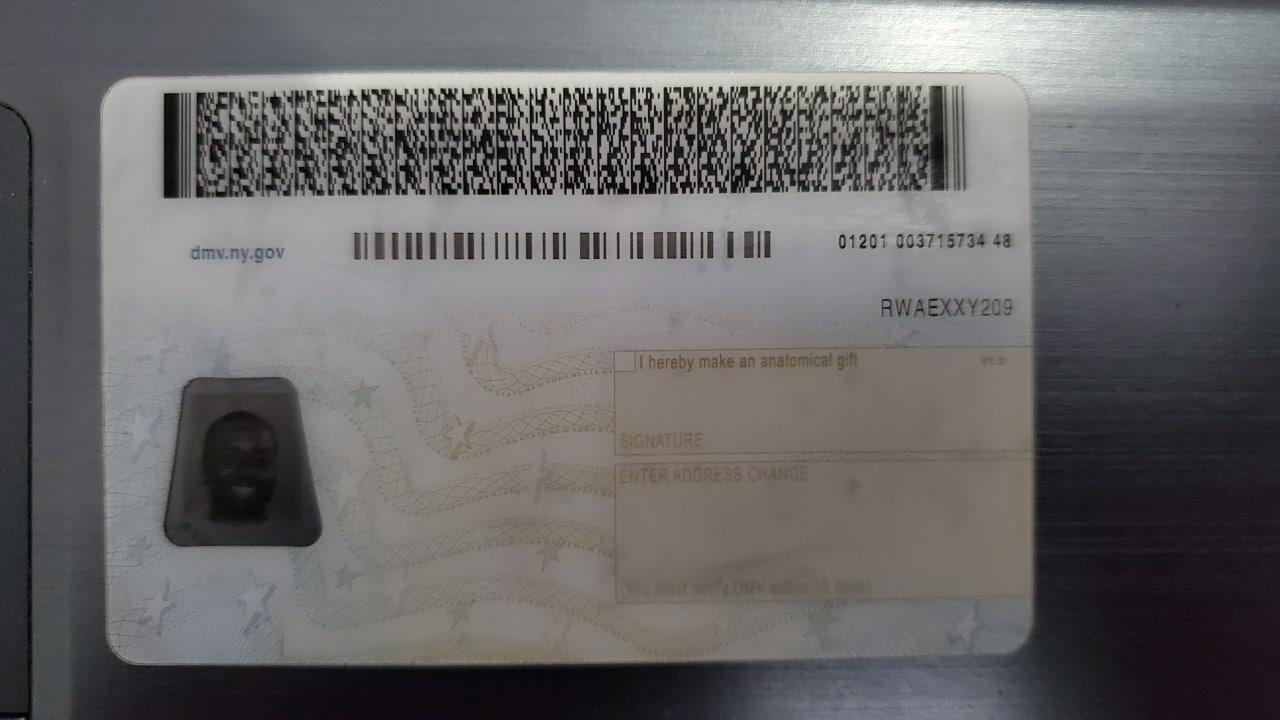 dmv.ny.gov
01201 003715734 48
RWAEXXY209
I hereby make an anatomical gift
SIGNATURE
ENTER ADDRESS CHANGE
(You must notify DMV within 10 days)